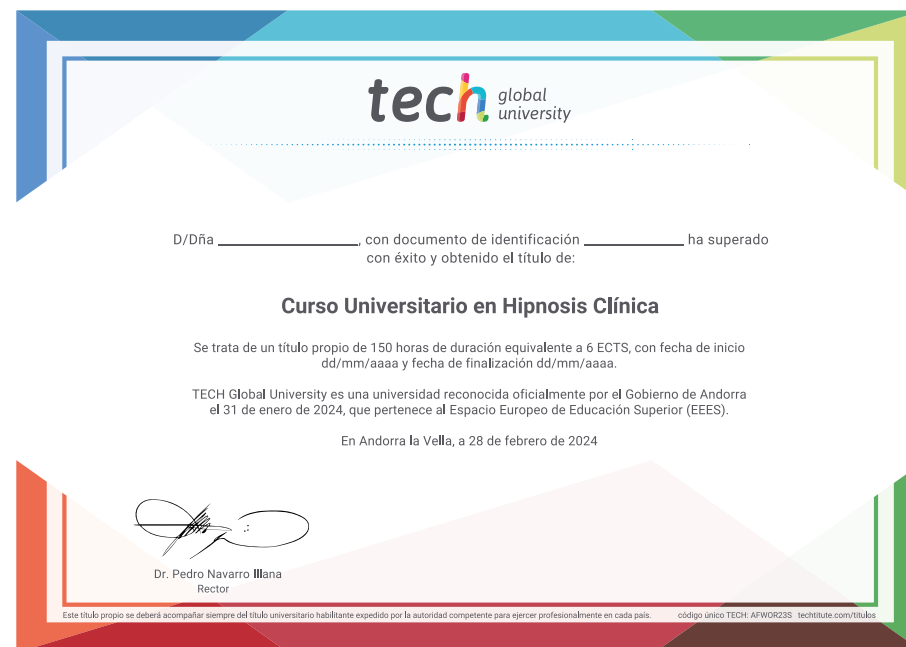 tech global
university
D/Dña ____________________, con documento de identificación ______________ ha superado
con éxito y obtenido el título de:
Curso Universitario en Hipnosis Clínica
Se trata de un título propio de 150 horas de duración equivalente a 6 ECTS, con fecha de inicio
dd/mm/aaaa y fecha de finalización dd/mm/aaaa.
TECH Global University es una universidad reconocida oficialmente por el Gobierno de Andorra
el 31 de enero de 2024, que pertenece al Espacio Europeo de Educación Superior (EEES).
En Andorra la Vella, a 28 de febrero de 2024
Dr. Pedro Navarro Illana
Rector
Este título propio se deberá acompañar siempre del título universitario habilitante expedido por la autoridad competente para ejercer profesionalmente en cada país. código único TECH: AFWOR23S techtitute.com/titulos